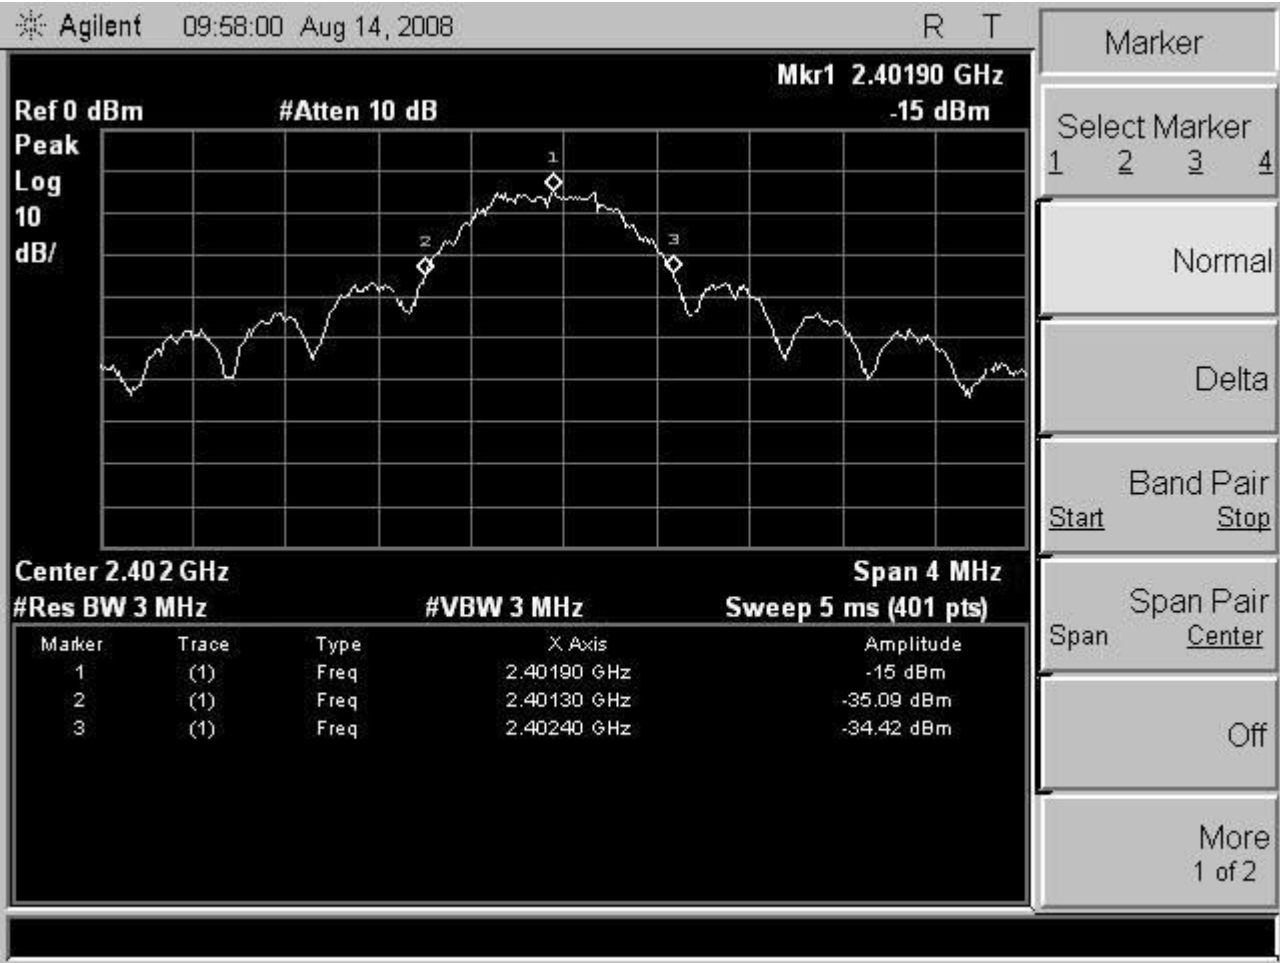 Agilent 09:58:00 Aug 14, 2008 R T
Mkr1 2.40190 GHz
Ref 0 dBm #Atten 10 dB -15 dBm
Peak
Log
10
dB/
1
2
3
Center 2.402 GHz Span 4 MHz
#Res BW 3 MHz #VBW 3 MHz Sweep 5 ms (401 pts)
Marker Trace Type X Axis Amplitude
1 (1) Freq 2.40190 GHz -15 dBm
2 (1) Freq 2.40130 GHz -35.09 dBm
3 (1) Freq 2.40240 GHz -34.42 dBm
Marker
Select Marker
1 2 3 4
Normal
Delta
Band Pair
Start Stop
Span Pair
Span Center
Off
More
1 of 2